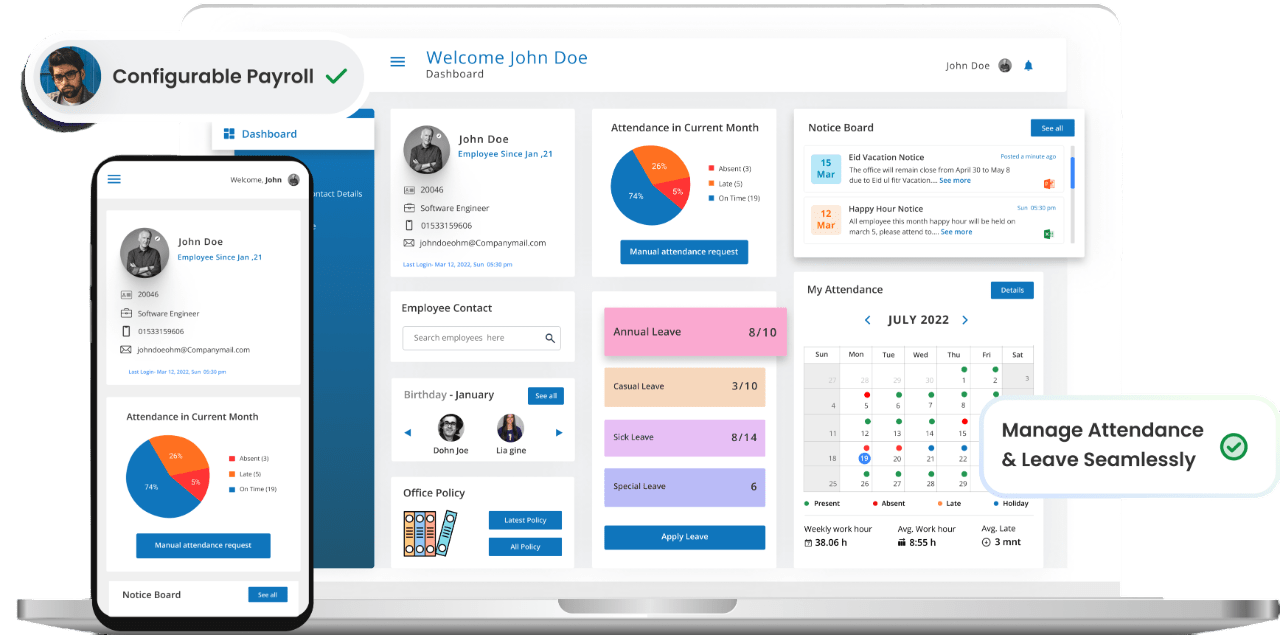 Configurable Payroll
Welcome John Doe
Dashboard
John Doe
Dashboard
ontact Details
e
John Doe
Employee Since Jan ,21
20046
Software Engineer
01533159606
johndoeohm@Companymail.com
Last Login- Mar 12, 2022, Sun 05:30 pm
Attendance in Current Month
26%
5%
74%
Absent (3)
Late (5)
On Time (19)
Manual attendance request
Notice Board
See all
15
Mar
Eid Vacation Notice
Posted a minute ago
The office will remain close from April 30 to May 8
due to Eid ul fitr Vacation.... See more
12
Mar
Happy Hour Notice
Sun 05:30 pm
All employee this month happy hour will be held on
march 5, please attend to.... See more
Employee Contact
Search employees here
Birthday - January
See all
Dohn Joe
Lia gine
Office Policy
Latest Policy
All Policy
Annual Leave 8/10
Casual Leave 3/10
Sick Leave 8/14
Special Leave 6
Apply Leave
My Attendance
Details
JULY 2022
Sun Mon Tue Wed Thu Fri Sat
27 28 29 30 1 2 3
4 5 6 7 8
11 12 13 14 15
18 19 20 21 22
25 26 27 28 29
Present
Absent
Late
Holiday
Weekly work hour
38.06 h
Avg. Work hour
8:55 h
Avg. Late
3 mnt
Manage Attendance
& Leave Seamlessly
Welcome, John
John Doe
Employee Since Jan ,21
20046
Software Engineer
01533159606
johndoeohm@Companymail.com
Last Login- Mar 12, 2022, Sun 05:30 pm
Attendance in Current Month
26%
5%
74%
Absent (3)
Late (5)
On Time (19)
Manual attendance request
Notice Board
See all